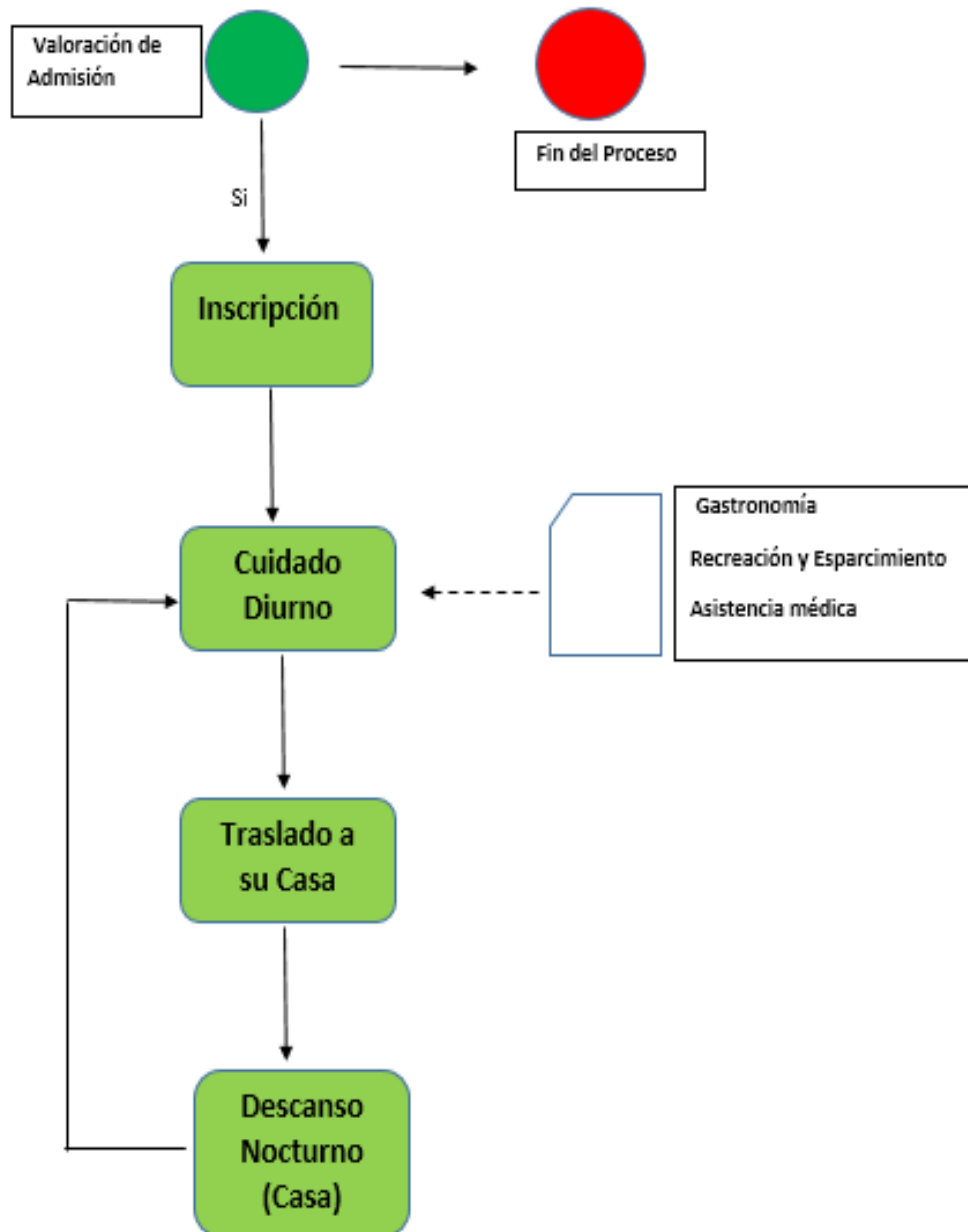 Valoración de
Admisión
Fin del Proceso
Si
Inscripción
Cuidado
Diurno
Gastronomía
Recreación y Esparcimiento
Asistencia médica
Traslado a
su Casa
Descanso
Nocturno
(Casa)